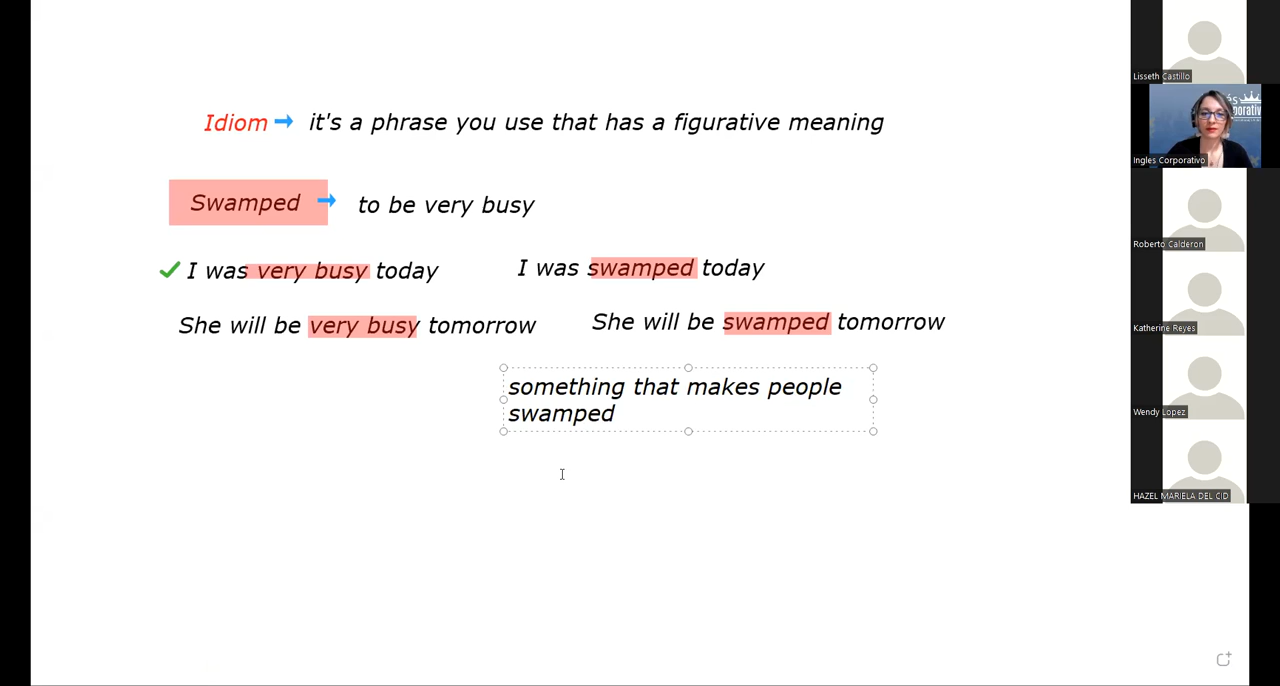 Idiom it's a phrase you use that has a figurative meaning
Swamped to be very busy
I was very busy today
I was swamped today
She will be very busy tomorrow
She will be swamped tomorrow
something that makes people
swamped
Lisseth Castillo
Ingles Corporativo
Roberto Calderon
Katherine Reyes
Wendy Lopez
HAZEL MARIELA DEL CID